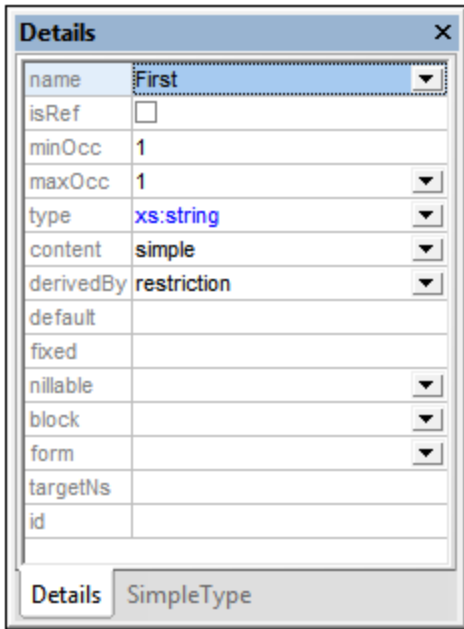 Details
name First
isRef
minOcc 1
maxOcc 1
type xs:string
content simple
derivedBy restriction
default
fixed
nillable
block
form
targetNs
id
Details SimpleType